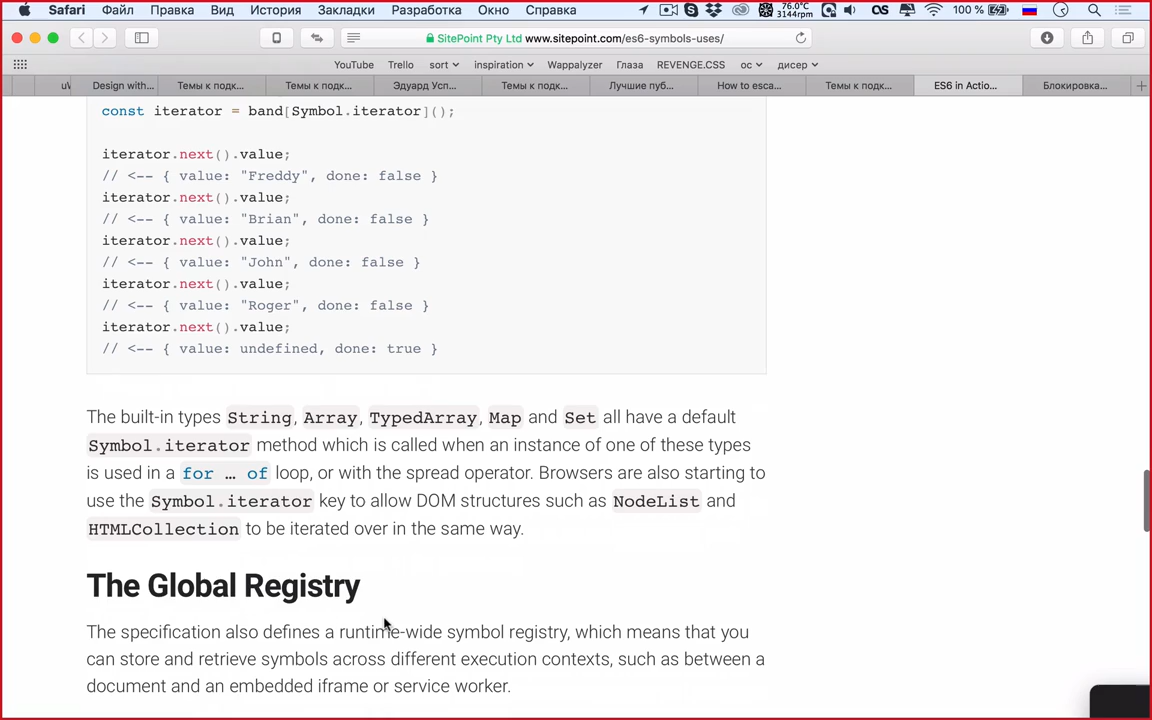 Safari Файл Правка Вид История Закладки Разработка Окно Справка 76.0°C 3144rpm 100 %
SitePoint Pty Ltd www.sitepoint.com/es6-symbols-uses/
YouTube Trello sort inspiration Wappalyzer Глаза REVENGE.CSS ос дисер
Design with... Темы к подк... Темы к подк... Эдуард Усп... Темы к подк... Лучшие пуб... How to esca... Темы к подк... ES6 in Actio... Блокировка...
const iterator = band[Symbol.iterator]();
iterator.next().value;
// <-- { value: "Freddy", done: false }
iterator.next().value;
// <-- { value: "Brian", done: false }
iterator.next().value;
// <-- { value: "John", done: false }
iterator.next().value;
// <-- { value: "Roger", done: false }
iterator.next().value;
// <-- { value: undefined, done: true }
The built-in types String, Array, TypedArray, Map and Set all have a default
Symbol.iterator method which is called when an instance of one of these types
is used in a for … of loop, or with the spread operator. Browsers are also starting to
use the Symbol.iterator key to allow DOM structures such as NodeList and
HTMLCollection to be iterated over in the same way.
The Global Registry
The specification also defines a runtime-wide symbol registry, which means that you
can store and retrieve symbols across different execution contexts, such as between a
document and an embedded iframe or service worker.